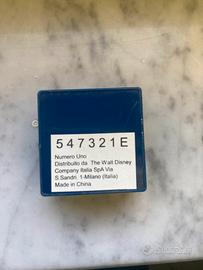 547321E
Numero Uno
Distribuito da The Walt Disney
Company Italia SpA Via
S.Sandri, 1-Milano (Italia)
Made in China